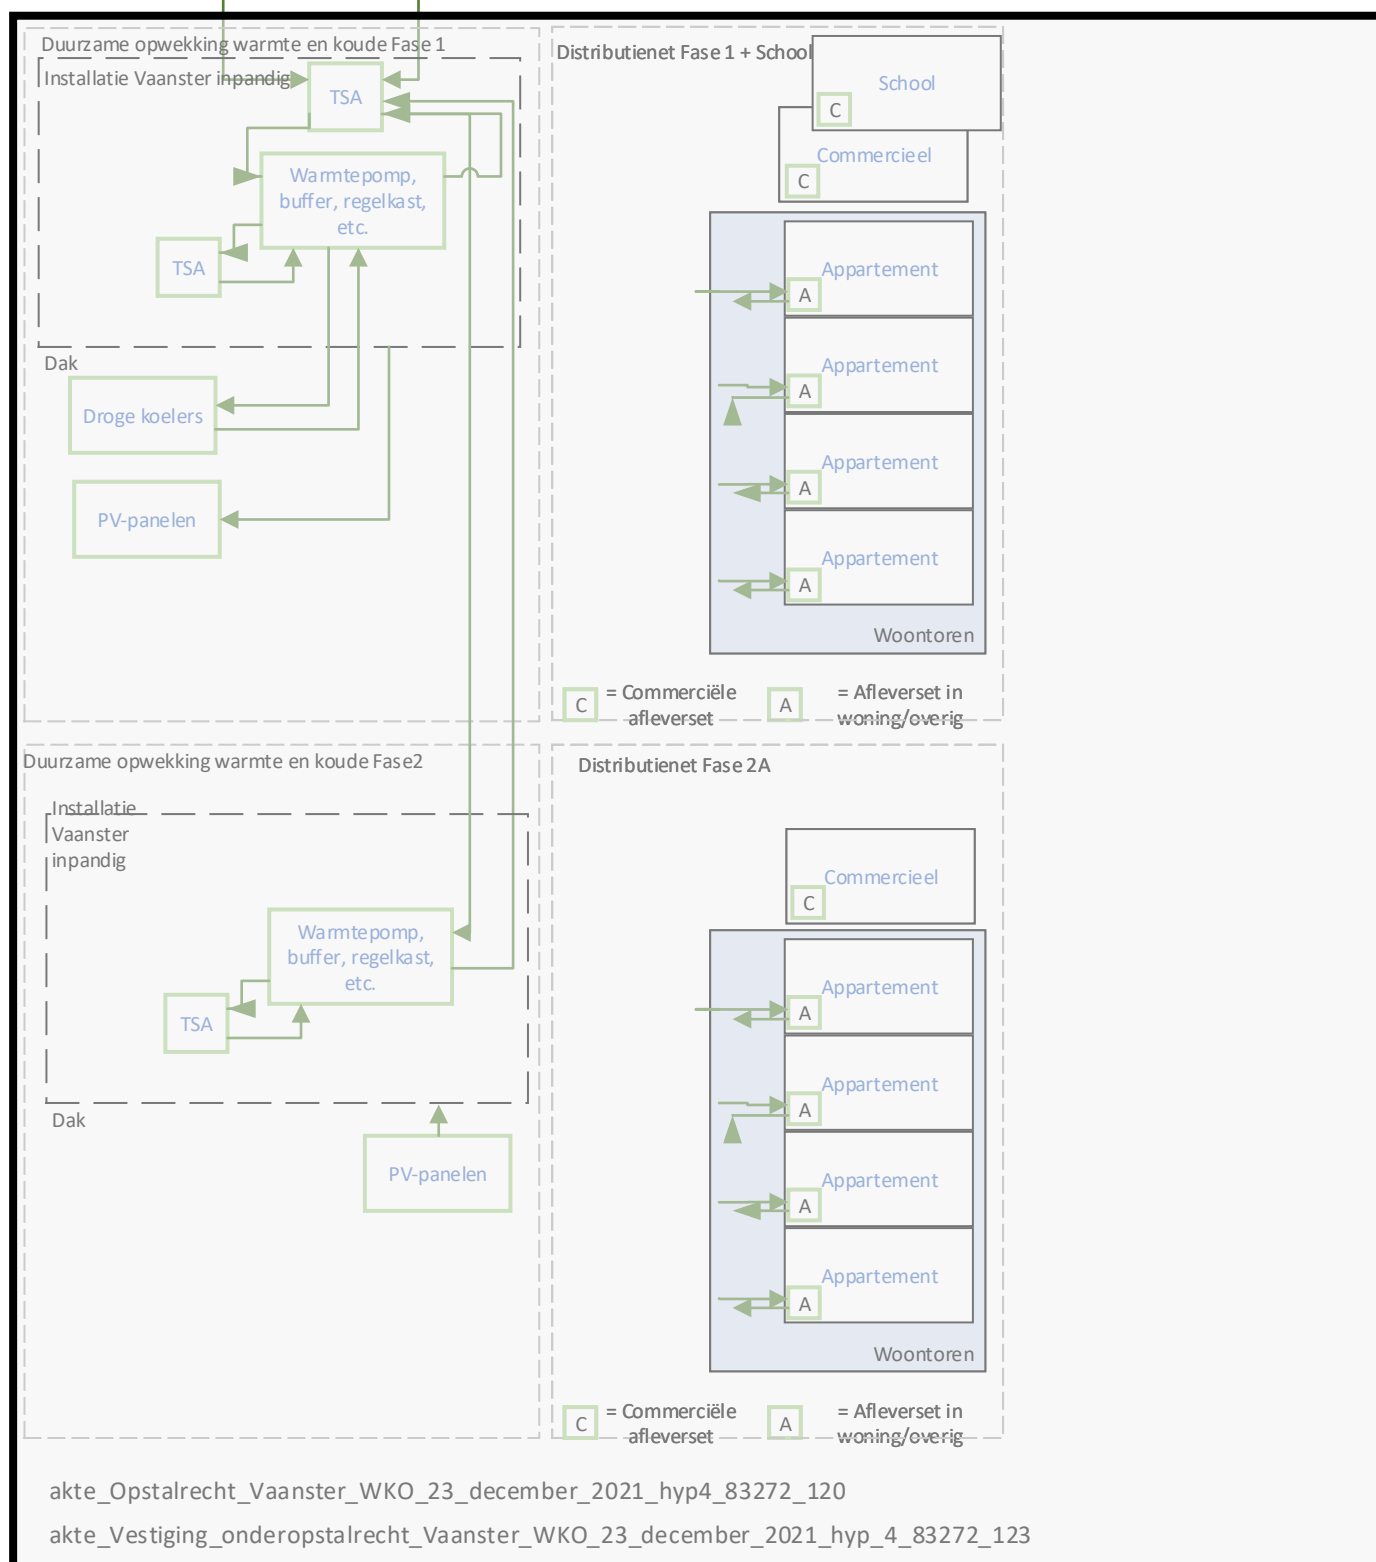 Duurzame opwekking warmte en koude Fase 1
Installatie Vaanster inpandig
TSA
Warmtepomp,
buffer, regelkast,
etc.
TSA
Dak
Droge koelers
PV-panelen
Distributienet Fase 1 + School
School
C
Commercieel
C
Appartement
A
Appartement
A
Appartement
A
Appartement
A
Woontoren
C
= Commerciële
afleverset
A
= Afleverset in
woning/overig
Duurzame opwekking warmte en koude Fase2
Installatie
Vaanster
inpandig
Warmtepomp,
buffer, regelkast,
etc.
TSA
Dak
PV-panelen
Distributienet Fase 2A
Commercieel
C
Appartement
A
Appartement
A
Appartement
A
Appartement
A
Woontoren
C
= Commerciële
afleverset
A
= Afleverset in
woning/overig
akte_Opstalrecht_Vaanster_WKO_23_december_2021_hyp4_83272_120
akte_Vestiging_onderopstalrecht_Vaanster_WKO_23_december_2021_hyp_4_83272_123